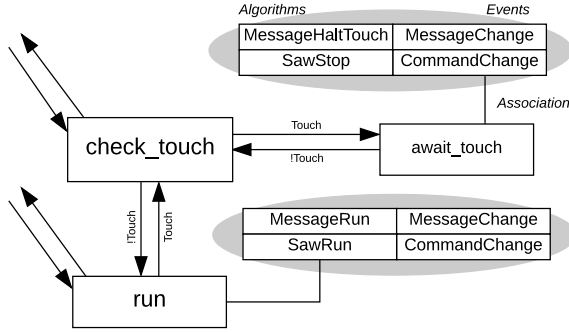 Algorithms Events
MessageHaltTouch MessageChange
SawStop CommandChange
Association
check_touch
Touch
!Touch
await_touch
!Touch
Touch
MessageRun MessageChange
SawRun CommandChange
run